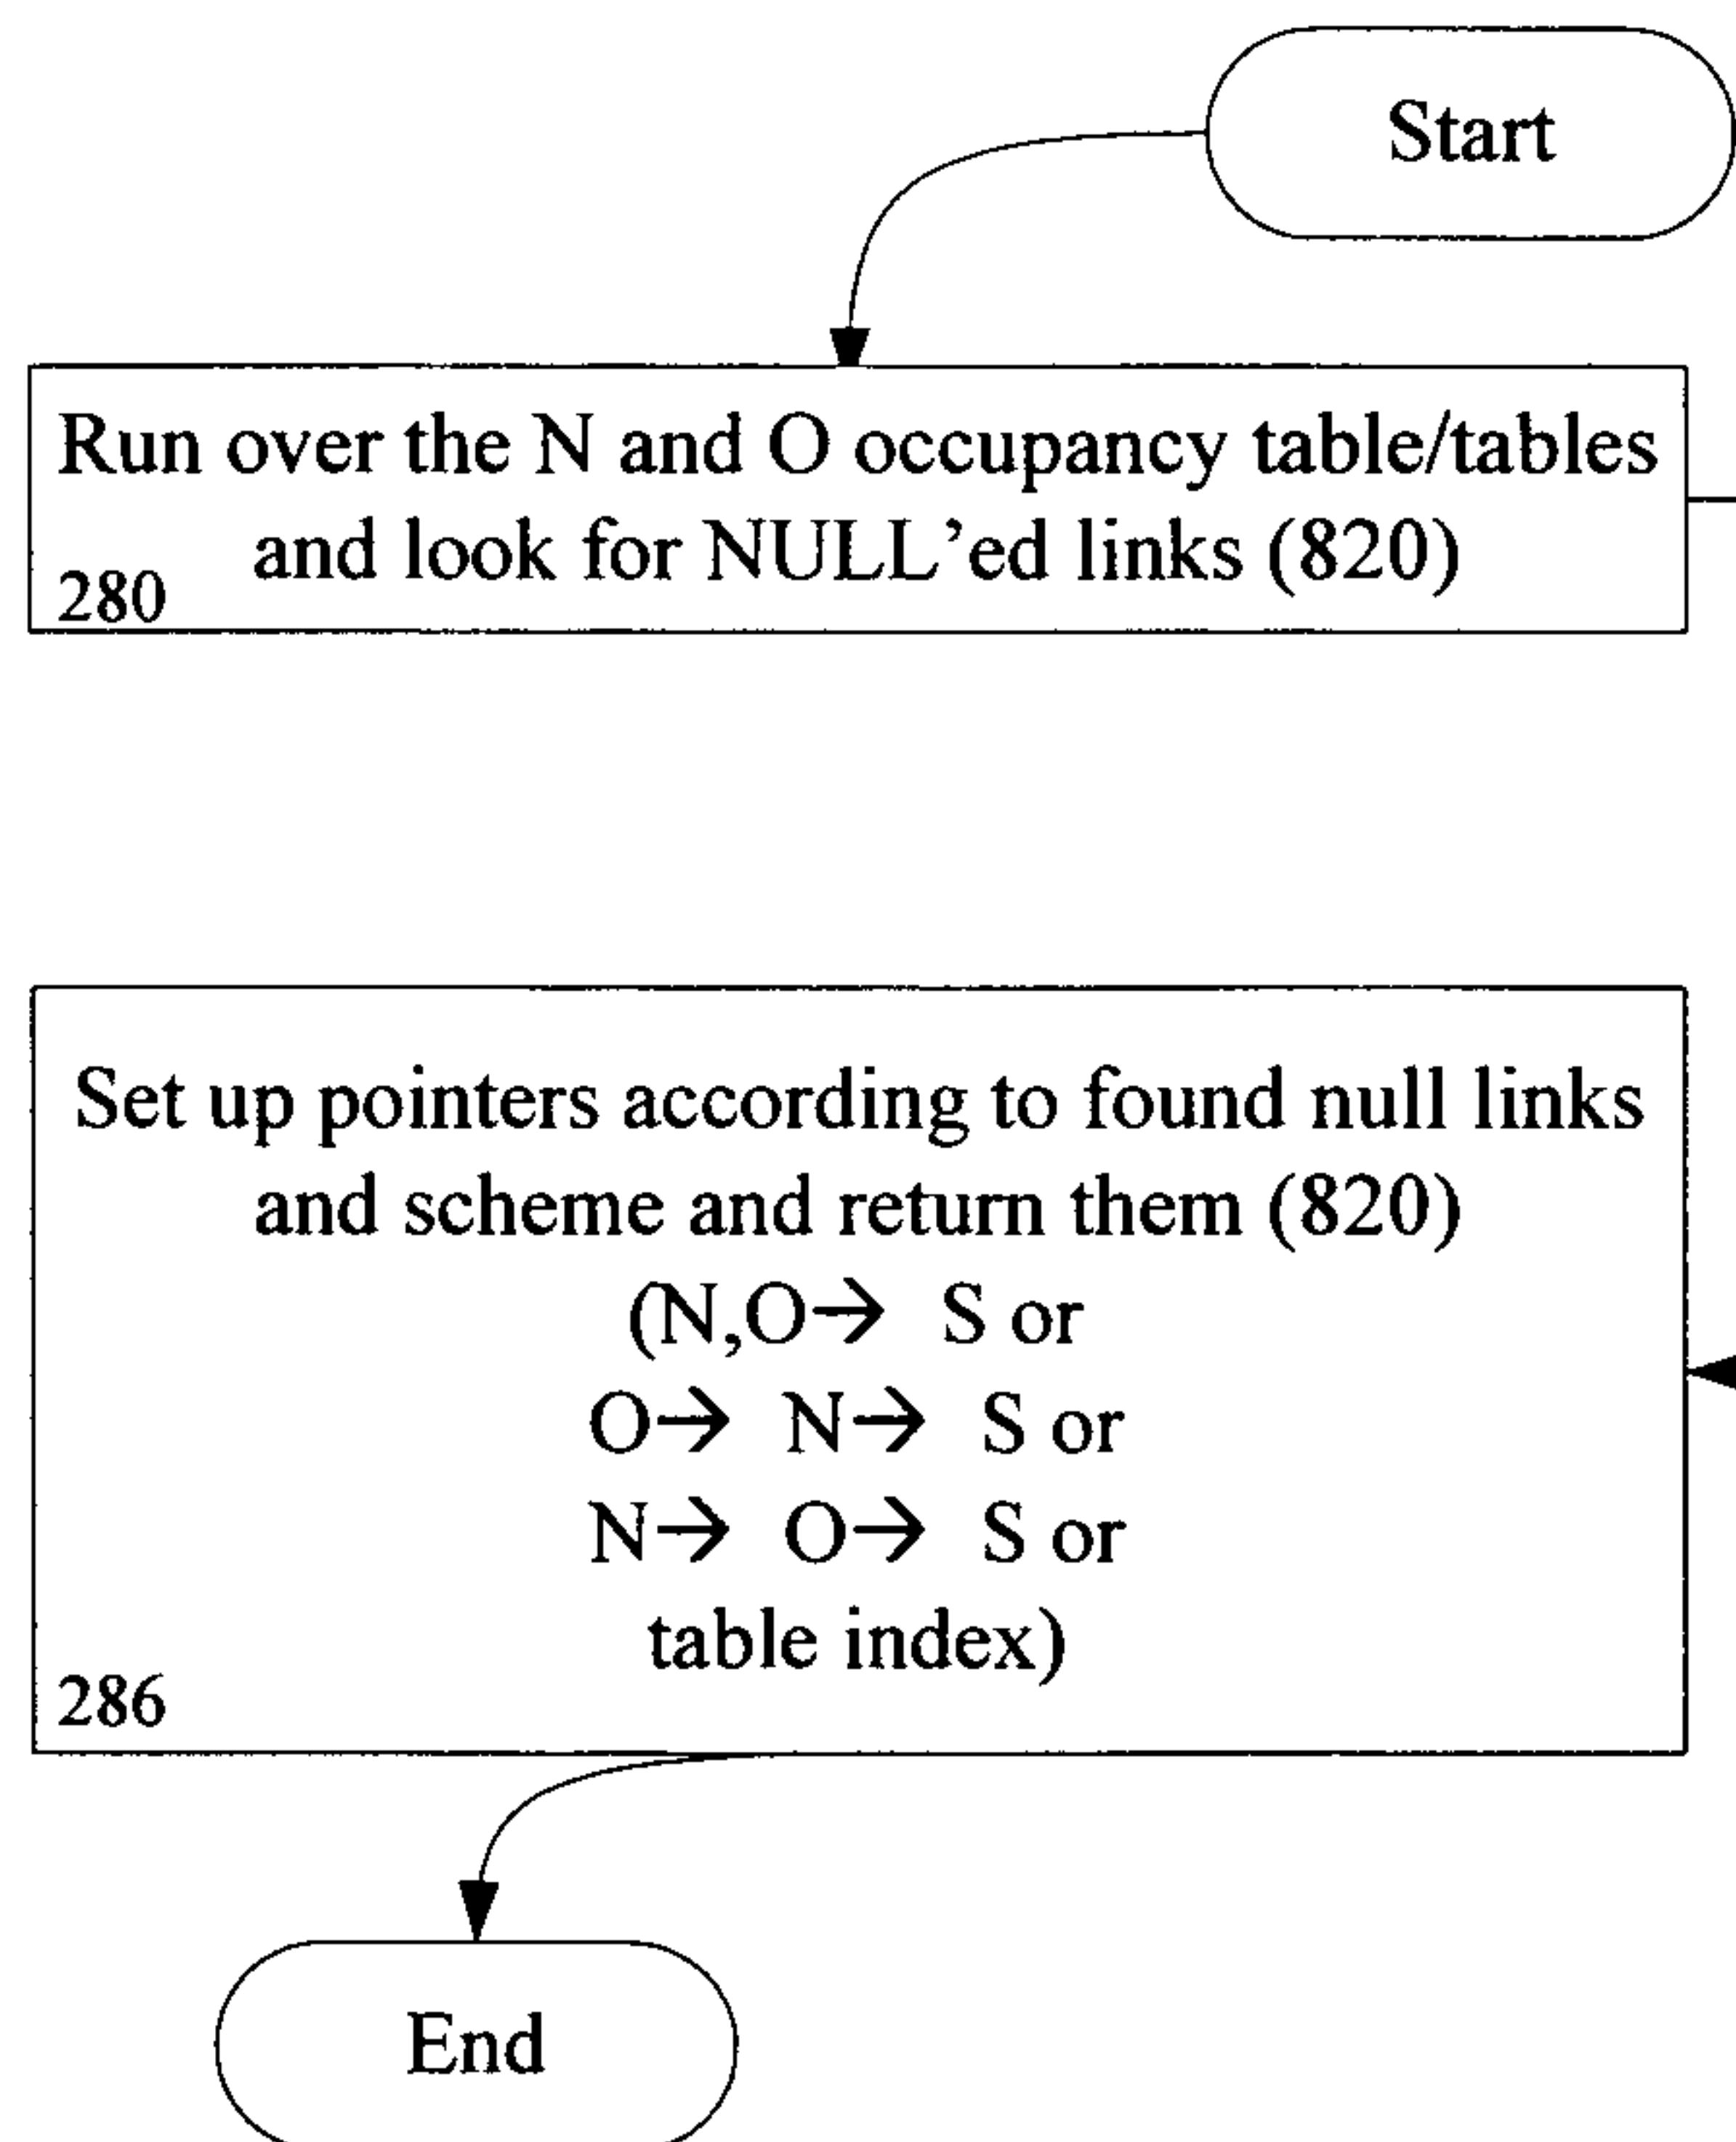 Start
Run over the N and O occupancy table/tables
and look for NULL’ed links (820)
280
Set up pointers according to found null links
and scheme and return them (820)
(N,O→ S or
O→ N→ S or
N→ O→ S or
table index)
286
End